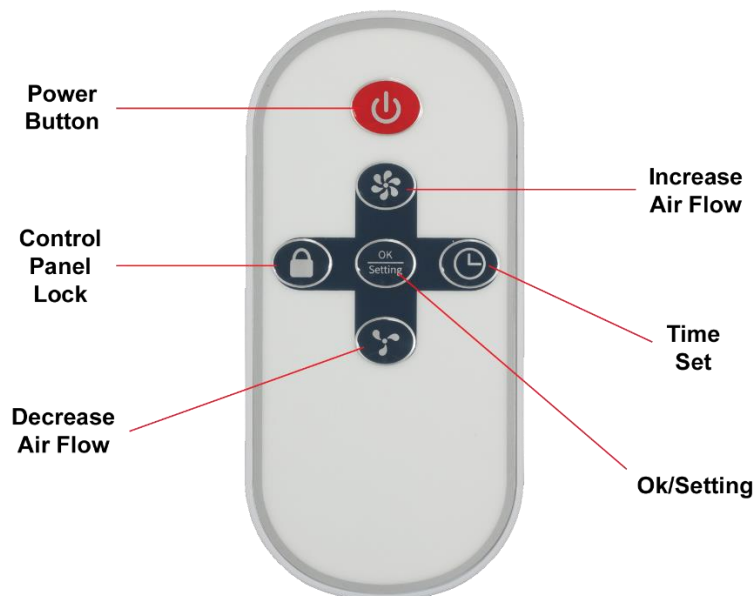 Power
Button
Increase
Air Flow
Control
Panel
Lock
OK
Setting
Time
Set
Decrease
Air Flow
Ok/Setting